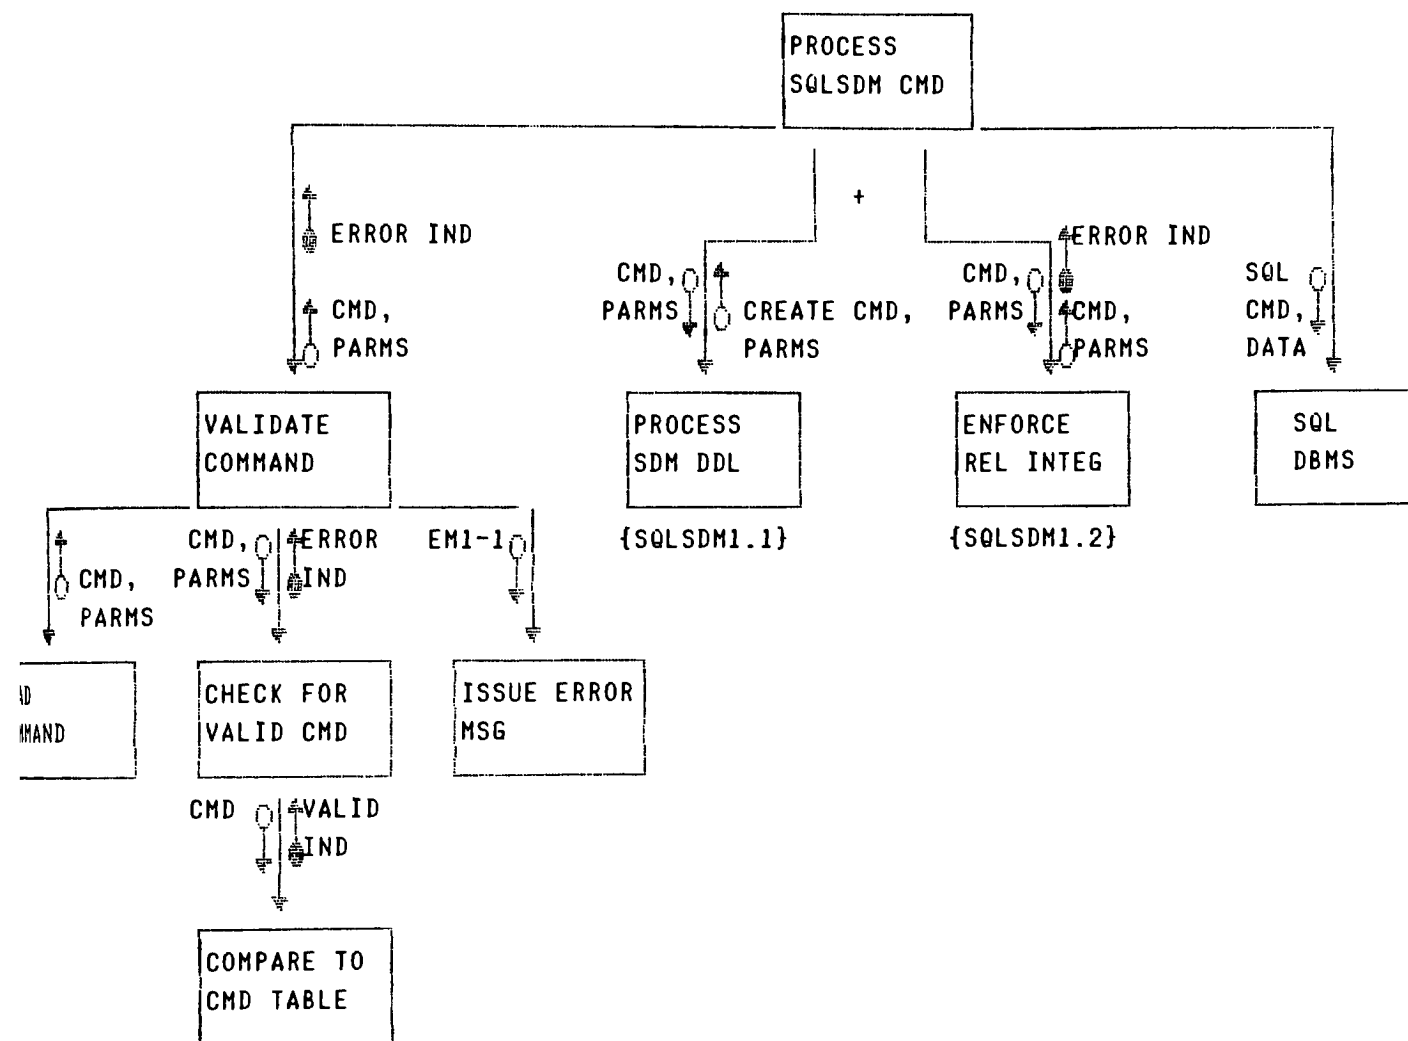 PROCESS
SQLSDM CMD
+
ERROR IND
CMD,
PARMS
CMD,
PARMS
CREATE CMD,
PARMS
CMD,
PARMS
ERROR IND
CMD,
PARMS
SQL
CMD,
DATA
VALIDATE
COMMAND
PROCESS
SDM DDL
ENFORCE
REL INTEG
SQL
DBMS
{SQLSDM1.1}
{SQLSDM1.2}
CMD,
PARMS
CMD,
PARMS
ERROR
IND
EM1-1
CHECK FOR
VALID CMD
ISSUE ERROR
MSG
CMD
VALID
IND
COMPARE TO
CMD TABLE